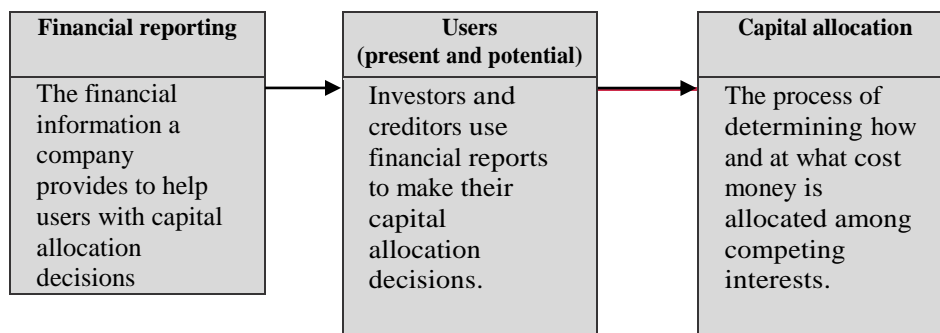 Financial reporting
The financial
information a
company
provides to help
users with capital
allocation
decisions
Users
(present and potential)
Investors and
creditors use
financial reports
to make their
capital
allocation
decisions.
Capital allocation
The process of
determining how
and at what cost
money is
allocated among
competing
interests.